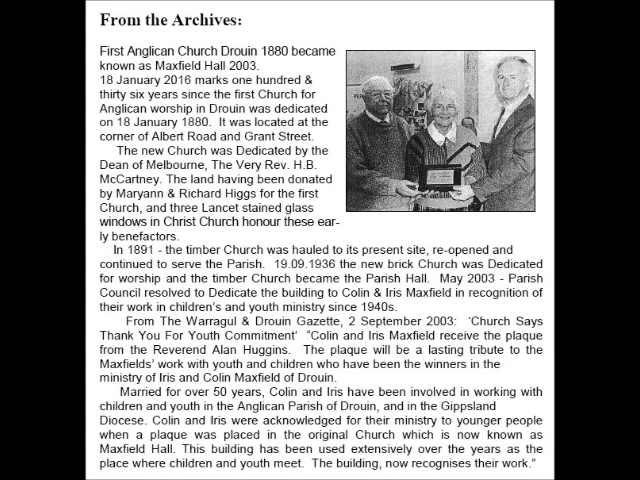 From the Archives:
First Anglican Church Drouin 1880 became
known as Maxfield Hall 2003.
18 January 2016 marks one hundred &
thirty six years since the first Church for
Anglican worship in Drouin was dedicated
on 18 January 1880.  It was located at the
corner of Albert Road and Grant Street.
The new Church was Dedicated by the
Dean of Melbourne, The Very Rev. H.B.
McCartney. The land having been donated
by Maryann & Richard Higgs for the first
Church, and three Lancet stained glass
windows in Christ Church honour these ear-
ly benefactors.
In 1891 - the timber Church was hauled to its present site, re-opened and
continued to serve the Parish.  19.09.1936 the new brick Church was Dedicated
for worship and the timber Church became the Parish Hall.  May 2003 - Parish
Council resolved to Dedicate the building to Colin & Iris Maxfield in recognition of
their work in children’s and youth ministry since 1940s.
From The Warragul & Drouin Gazette, 2 September 2003:  ‘Church Says
Thank You For Youth Commitment’  “Colin and Iris Maxfield receive the plaque
from the Reverend Alan Huggins.  The plaque will be a lasting tribute to the
Maxfields’ work with youth and children who have been the winners in the
ministry of Iris and Colin Maxfield of Drouin.
Married for over 50 years, Colin and Iris have been involved in working with
children and youth in the Anglican Parish of Drouin, and in the Gippsland
Diocese. Colin and Iris were acknowledged for their ministry to younger people
when a plaque was placed in the original Church which is now known as
Maxfield Hall. This building has been used extensively over the years as the
place where children and youth meet.  The building, now recognises their work.”